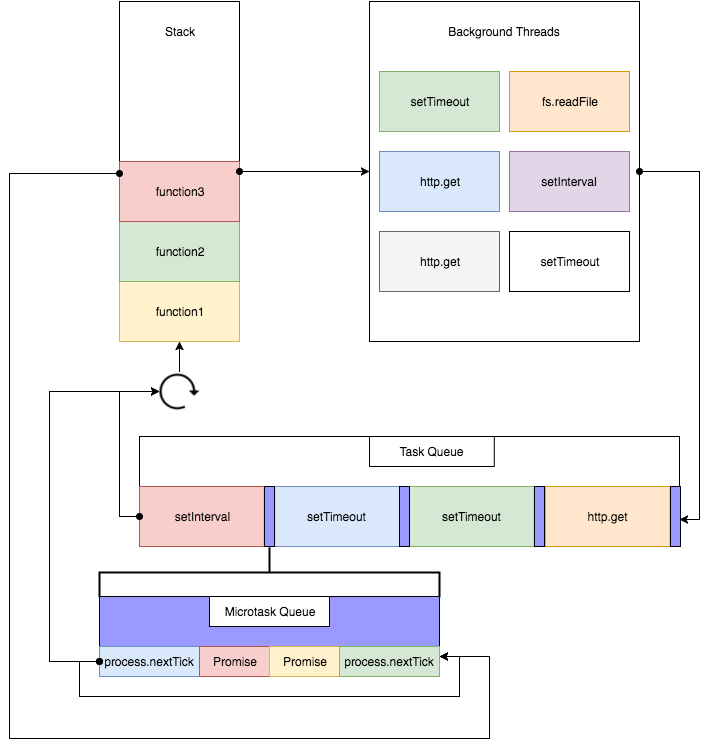 Stack
Background Threads
setTimeout
fs.readFile
function3
http.get
setInterval
function2
http.get
setTimeout
function1
Task Queue
setInterval
setTimeout
setTimeout
http.get
Microtask Queue
process.nextTick
Promise
Promise
process.nextTick